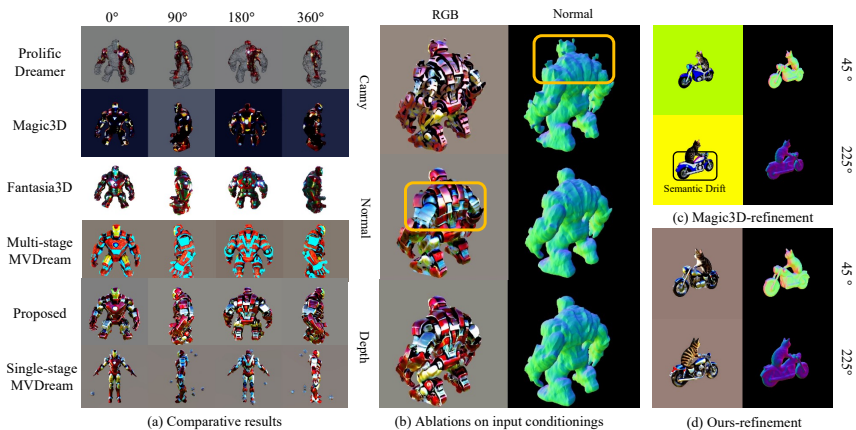 0° 90° 180° 360°
Prolific
Dreamer
Magic3D
Fantasia3D
Multi-stage
MVDream
Proposed
Single-stage
MVDream
(a) Comparative results
RGB Normal
Canny
Normal
Depth
(b) Ablations on input conditionings
45°
225°
Semantic Drift
(c) Magic3D-refinement
45°
225°
(d) Ours-refinement